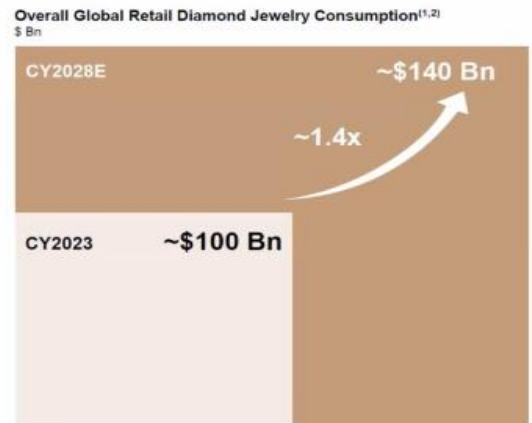 Overall Global Retail Diamond Jewelry Consumption(1,2)
$ Bn
CY2028E ~$140 Bn
~1.4x
CY2023 ~$100 Bn